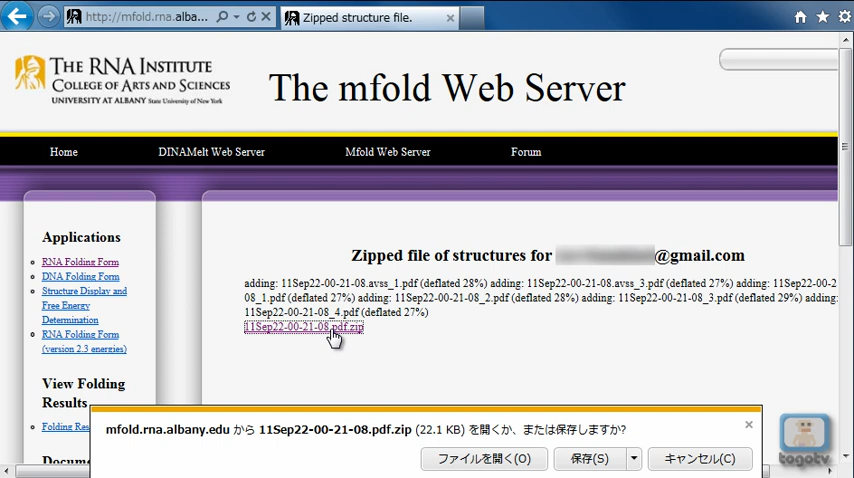 http://mfold.rna.alba...
Zipped structure file.
THE RNA INSTITUTE
COLLEGE OF ARTS AND SCIENCES
UNIVERSITY AT ALBANY State University of New York
The mfold Web Server
Home DINAMelt Web Server Mfold Web Server Forum
Applications
RNA Folding Form
DNA Folding Form
Structure Display and
Free Energy
Determination
RNA Folding Form
(version 2.3 energies)
View Folding
Results
Folding Res
Docum
Zipped file of structures for @gmail.com
adding: 11Sep22-00-21-08.avss_1.pdf (deflated 28%) adding: 11Sep22-00-21-08.avss_3.pdf (deflated 27%) adding: 11Sep22-00-2
08_1.pdf (deflated 27%) adding: 11Sep22-00-21-08_2.pdf (deflated 28%) adding: 11Sep22-00-21-08_3.pdf (deflated 29%) adding:
11Sep22-00-21-08_4.pdf (deflated 27%)
11Sep22-00-21-08.pdf.zip
mfold.rna.albany.edu から 11Sep22-00-21-08.pdf.zip (22.1 KB) を開くか、または保存しますか?
ファイルを開く(O) 保存(S) キャンセル(C)
togotv